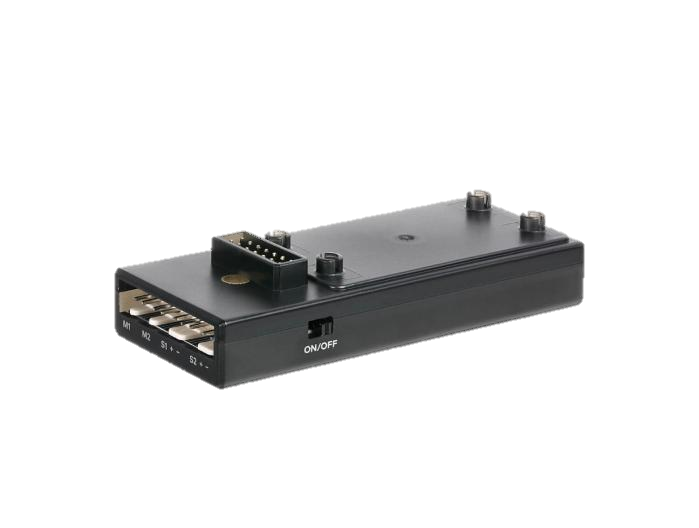 M1 M2 S1 + - S2 + -
ON/OFF